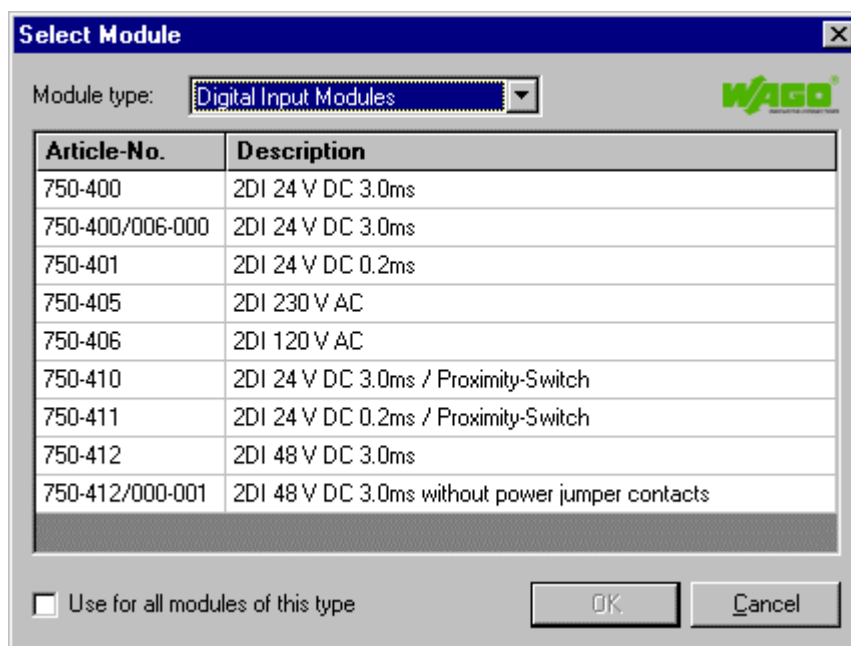 Select Module
Module type: Digital Input Modules
WAGO®
Article-No. Description
750-400 2DI 24 V DC 3.0ms
750-400/006-000 2DI 24 V DC 3.0ms
750-401 2DI 24 V DC 0.2ms
750-405 2DI 230 V AC
750-406 2DI 120 V AC
750-410 2DI 24 V DC 3.0ms / Proximity-Switch
750-411 2DI 24 V DC 0.2ms / Proximity-Switch
750-412 2DI 48 V DC 3.0ms
750-412/000-001 2DI 48 V DC 3.0ms without power jumper contacts
Use for all modules of this type OK Cancel